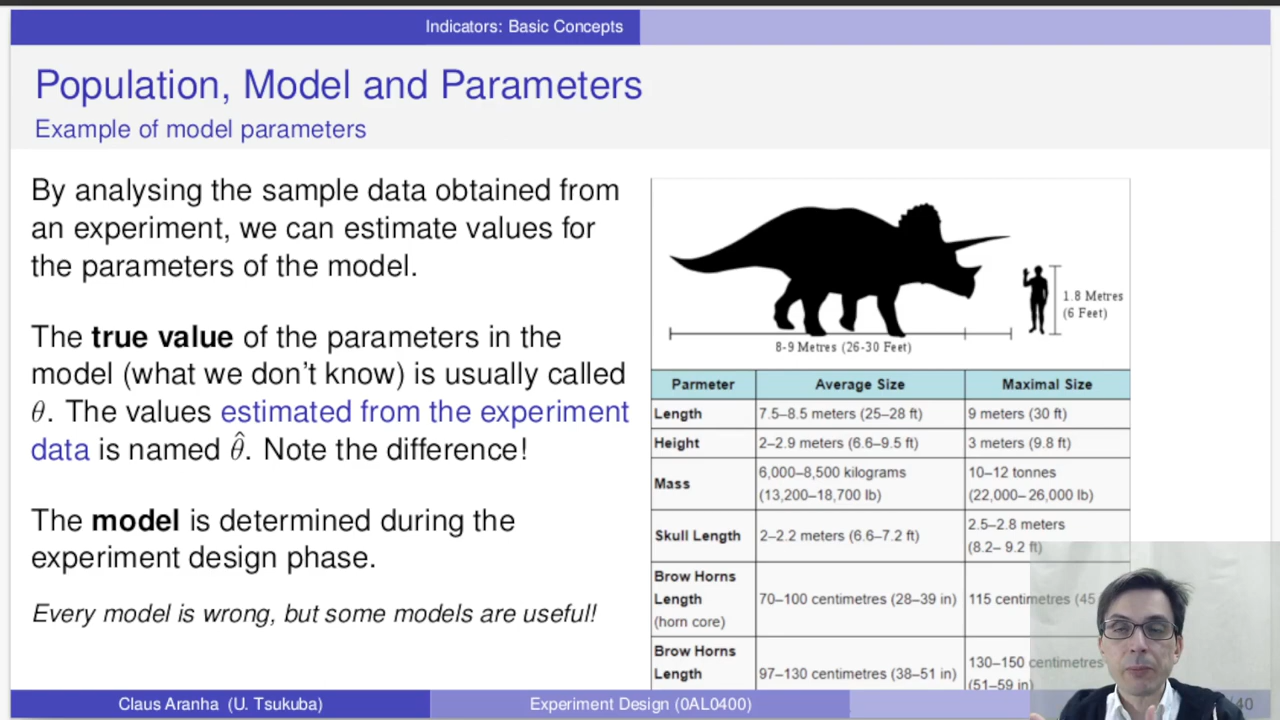 Indicators: Basic Concepts
Population, Model and Parameters
Example of model parameters
By analysing the sample data obtained from
an experiment, we can estimate values for
the parameters of the model.
The true value of the parameters in the
model (what we don't know) is usually called
θ. The values estimated from the experiment
data is named θ̂. Note the difference!
The model is determined during the
experiment design phase.
Every model is wrong, but some models are useful!
1.8 Metres
(6 Feet)
8-9 Metres (26-30 Feet)
Parmeter Average Size Maximal Size
Length 7.5–8.5 meters (25–28 ft) 9 meters (30 ft)
Height 2–2.9 meters (6.6–9.5 ft) 3 meters (9.8 ft)
Mass 6,000–8,500 kilograms
(13,200–18,700 lb) 10–12 tonnes
(22,000– 26,000 lb)
Skull Length 2–2.2 meters (6.6–7.2 ft) 2.5–2.8 meters
(8.2– 9.2 ft)
Brow Horns
Length
(horn core) 70–100 centimetres (28–39 in) 115 centimetres (45
Brow Horns
Length 97–130 centimetres (38–51 in) 130–150 centimetres
(51–59 in)
Claus Aranha (U. Tsukuba) Experiment Design (0AL0400) /40